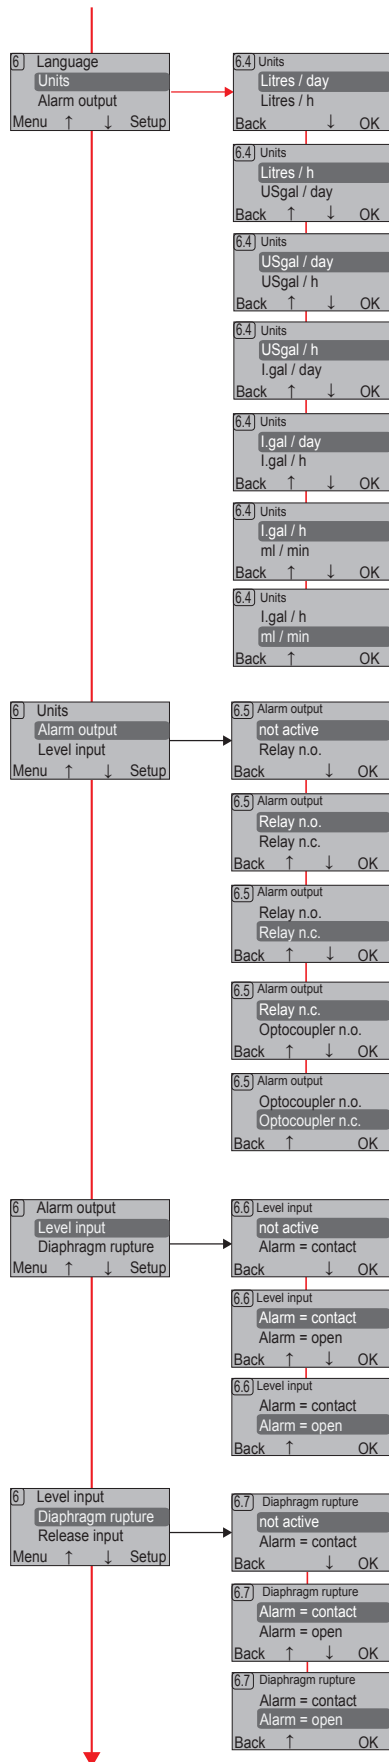 6 Language
Units
Alarm output
Menu ↑ ↓ Setup
6.4 Units
Litres / day
Litres / h
Back ↓ OK
6.4 Units
Litres / h
USgal / day
Back ↑ ↓ OK
6.4 Units
USgal / day
USgal / h
Back ↑ ↓ OK
6.4 Units
USgal / h
I.gal / day
Back ↑ ↓ OK
6.4 Units
I.gal / day
I.gal / h
Back ↑ ↓ OK
6.4 Units
I.gal / h
ml / min
Back ↑ ↓ OK
6.4 Units
I.gal / h
ml / min
Back ↑ OK
6 Units
Alarm output
Level input
Menu ↑ ↓ Setup
6.5 Alarm output
not active
Relay n.o.
Back ↓ OK
6.5 Alarm output
Relay n.o.
Relay n.c.
Back ↑ ↓ OK
6.5 Alarm output
Relay n.o.
Relay n.c.
Back ↑ ↓ OK
6.5 Alarm output
Relay n.c.
Optocoupler n.o.
Back ↑ ↓ OK
6.5 Alarm output
Optocoupler n.o.
Optocoupler n.c.
Back ↑ OK
6 Alarm output
Level input
Diaphragm rupture
Menu ↑ ↓ Setup
6.6 Level input
not active
Alarm = contact
Back ↓ OK
6.6 Level input
Alarm = contact
Alarm = open
Back ↑ ↓ OK
6.6 Level input
Alarm = contact
Alarm = open
Back ↑ OK
6 Level input
Diaphragm rupture
Release input
Menu ↑ ↓ Setup
6.7 Diaphragm rupture
not active
Alarm = contact
Back ↓ OK
6.7 Diaphragm rupture
Alarm = contact
Alarm = open
Back ↑ ↓ OK
6.7 Diaphragm rupture
Alarm = contact
Alarm = open
Back ↑ OK